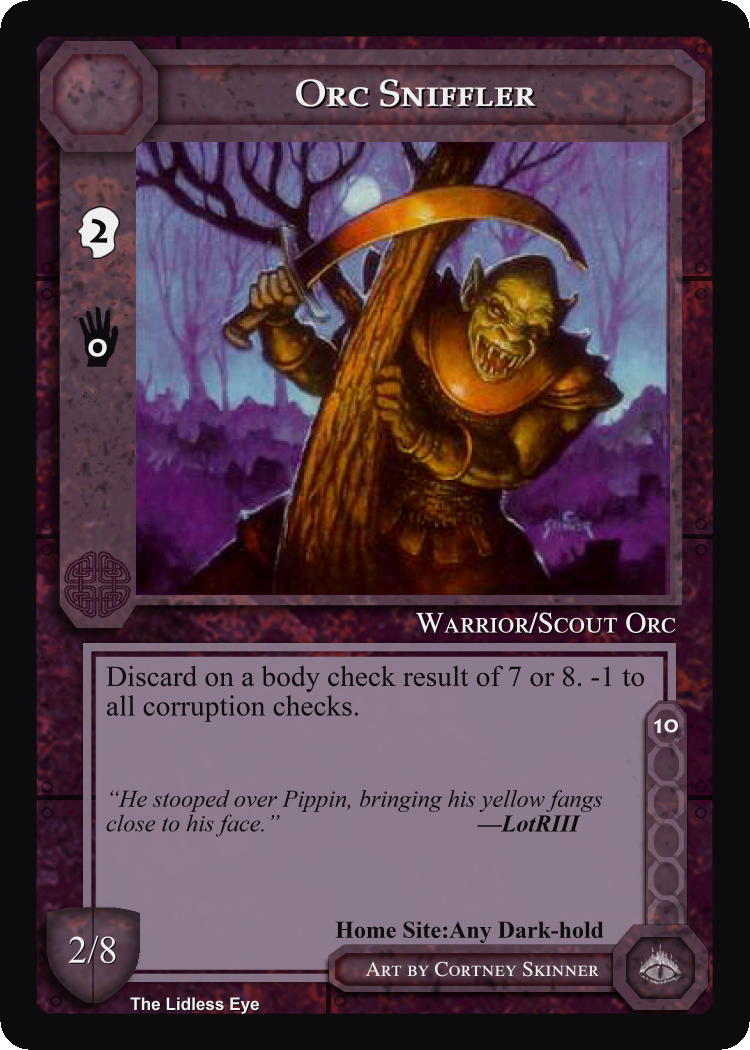 Orc Sniffler
2
0
Warrior/Scout Orc
Discard on a body check result of 7 or 8. -1 to
all corruption checks.
10
“He stooped over Pippin, bringing his yellow fangs
close to his face.” —LotRIII
Home Site:Any Dark-hold
2/8
Art by Cortney Skinner
The Lidless Eye